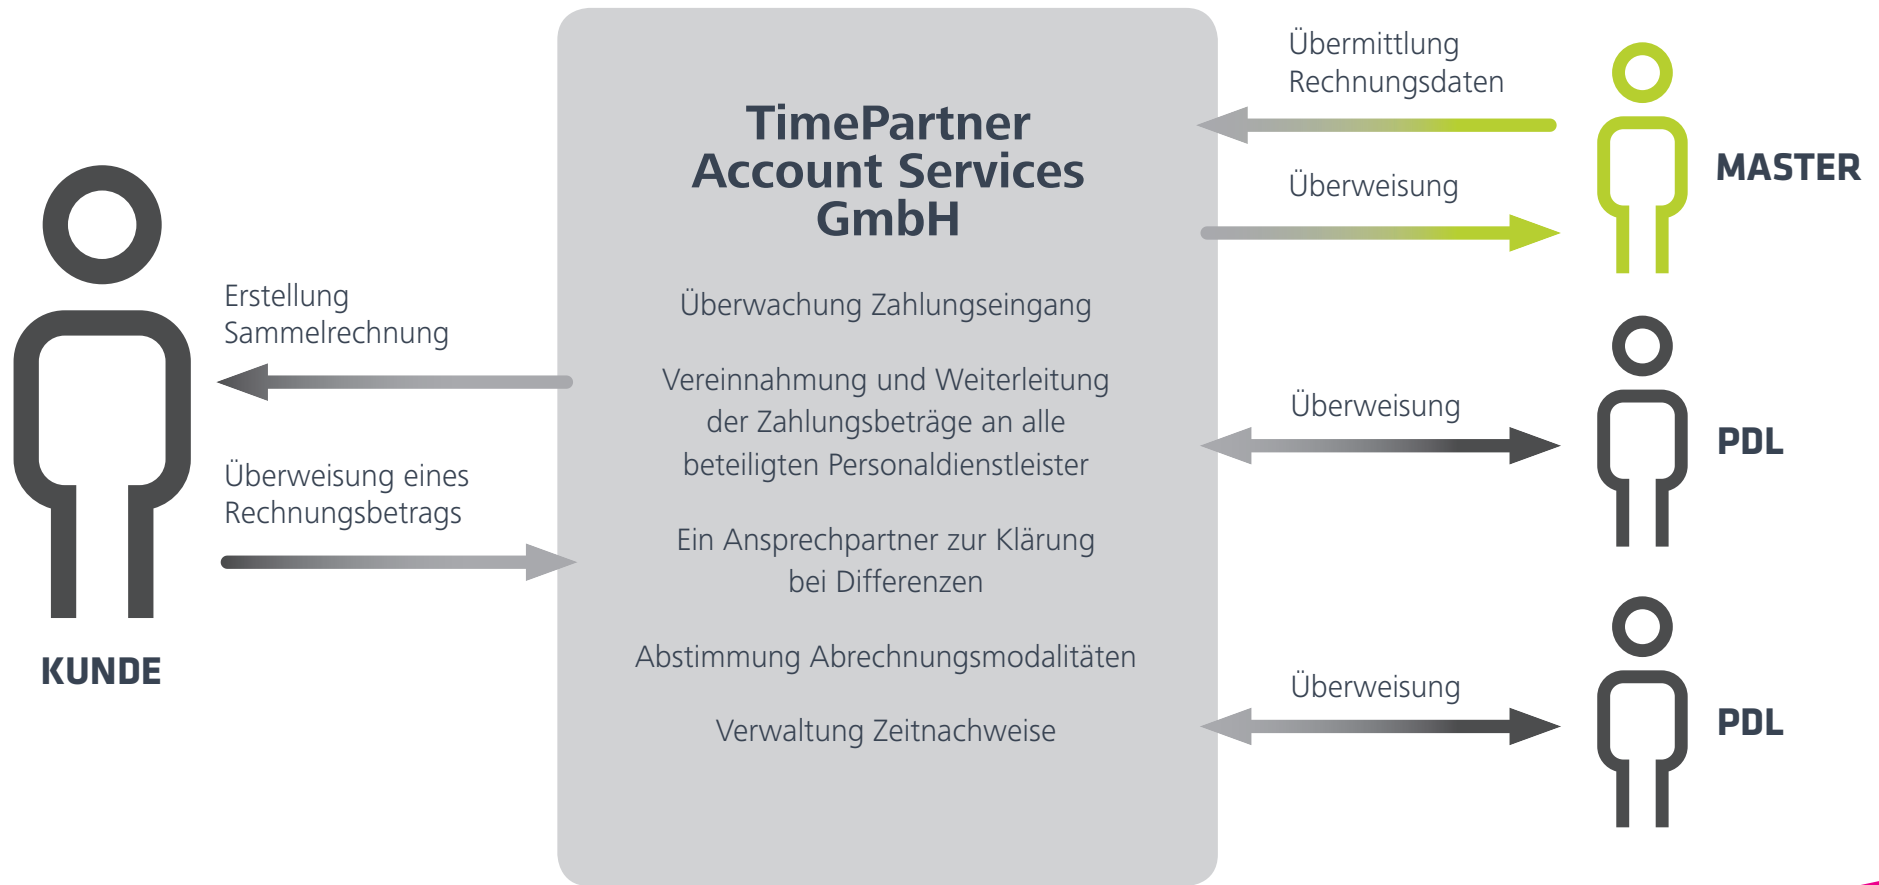 Erstellung
Sammelrechnung
Überweisung eines
Rechnungsbetrags
KUNDE
TimePartner
Account Services
GmbH
Überwachung Zahlungseingang
Vereinnahmung und Weiterleitung
der Zahlungsbeträge an alle
beteiligten Personaldienstleister
Ein Ansprechpartner zur Klärung
bei Differenzen
Abstimmung Abrechnungsmodalitäten
Verwaltung Zeitnachweise
Übermittlung
Rechnungsdaten
Überweisung
MASTER
Überweisung
PDL
Überweisung
PDL